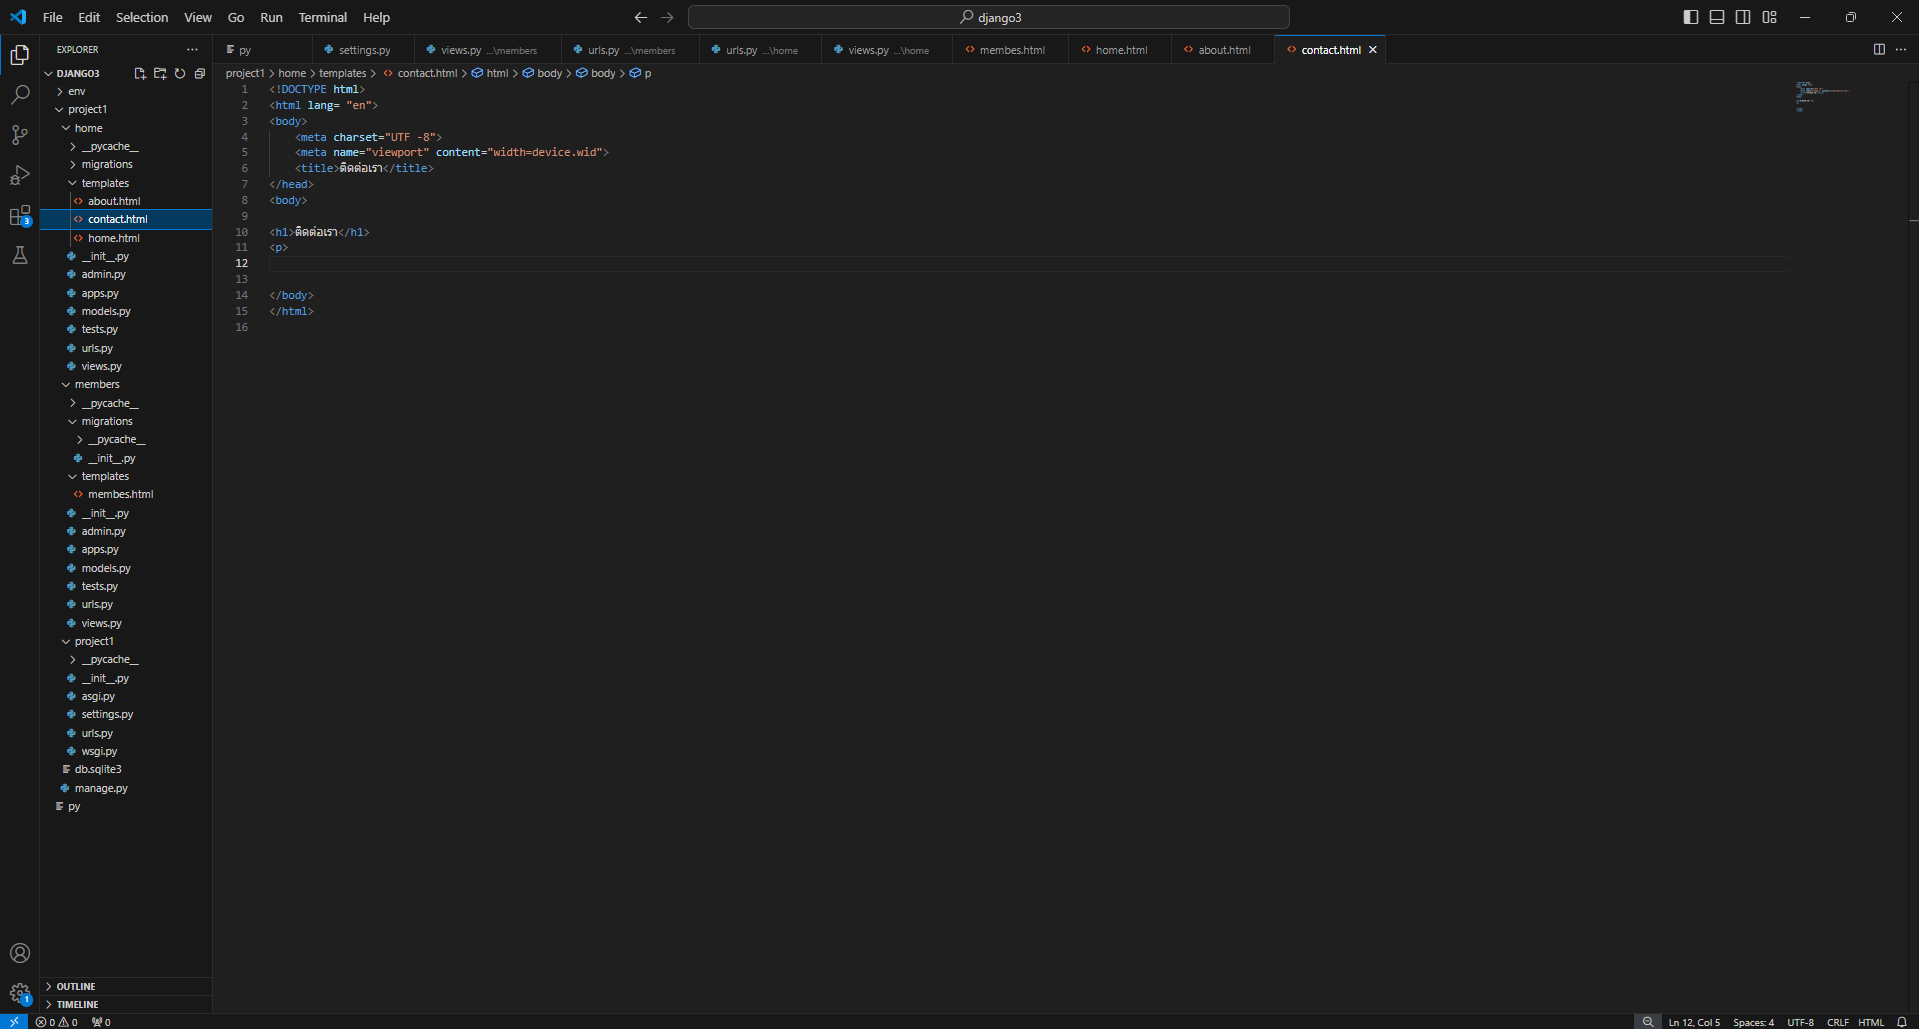 File Edit Selection View Go Run Terminal Help
django3
EXPLORER
py
settings.py
views.py ...\members
urls.py ...\members
urls.py ...\home
views.py ...\home
membes.html
home.html
about.html
contact.html
DJANGO3
env
project1
home
__pycache__
migrations
templates
about.html
contact.html
home.html
__init__.py
admin.py
apps.py
models.py
tests.py
urls.py
views.py
members
__pycache__
migrations
__pycache__
__init__.py
templates
membes.html
__init__.py
admin.py
apps.py
models.py
tests.py
urls.py
views.py
project1
__pycache__
__init__.py
asgi.py
settings.py
urls.py
wsgi.py
db.sqlite3
manage.py
py
OUTLINE
TIMELINE
project1 > home > templates > contact.html > html > body > body > p
1 <!DOCTYPE html>
2 <html lang= "en">
3 <body>
4 <meta charset="UTF -8">
5 <meta name="viewport" content="width=device.wid">
6 <title>ติดต่อเรา</title>
7 </head>
8 <body>
9
10 <h1>ติดต่อเรา</h1>
11 <p>
12
13
14 </body>
15 </html>
16
3
1
0 0 0
Ln 12, Col 5 Spaces: 4 UTF-8 CRLF HTML